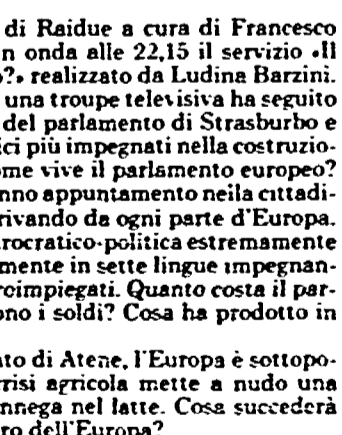 di Raidue a cura di Francesco
n onda alle 22,15 il servizio «Il
o?» realizzato da Ludina Barzini.
una troupe televisiva ha seguito
del parlamento di Strasburbo e
ici più impegnati nella costruzio-
ome vive il parlamento europeo?
nno appuntamento nella cittadi-
rivando da ogni parte d'Europa.
rocratico-politica estremamente
mente in sette lingue impegnan-
roimpiegati. Quanto costa il par-
ono i soldi? Cosa ha prodotto in
nto di Atene, l'Europa è sottopo-
risi agricola mette a nudo una
nnega nel latte. Cosa succederà
ro dell'Europa?